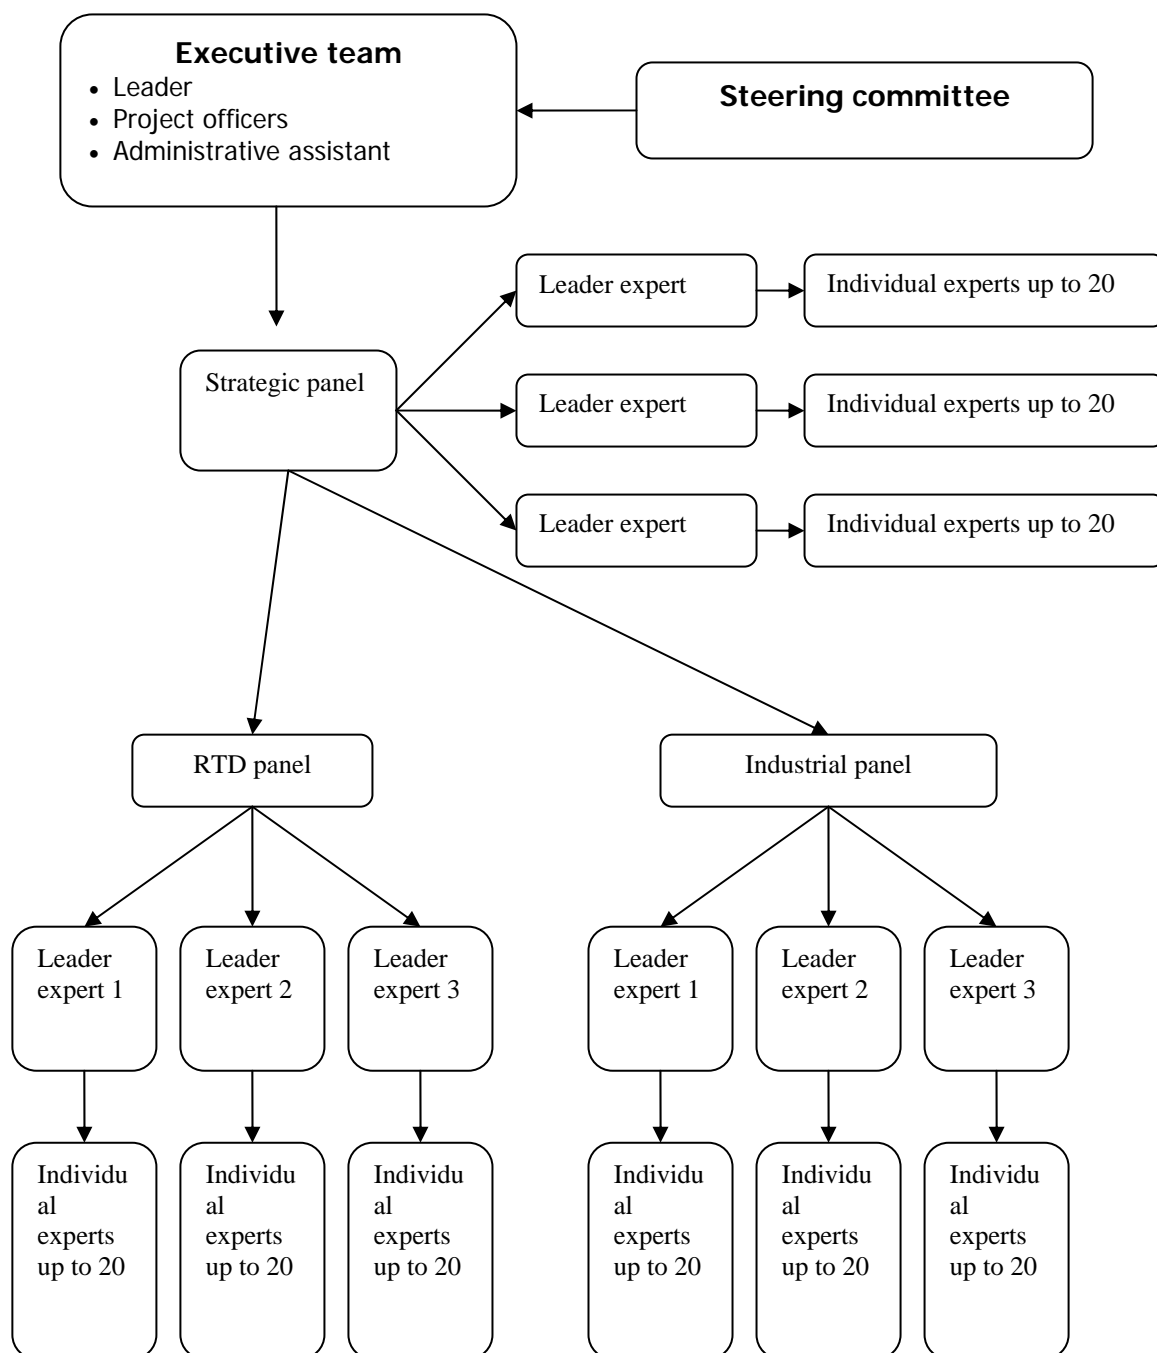 Executive team
• Leader
• Project officers
• Administrative assistant
Steering committee
Leader expert
Individual experts up to 20
Strategic panel
Leader expert
Individual experts up to 20
Leader expert
Individual experts up to 20
RTD panel
Industrial panel
Leader
expert 1
Leader
expert 2
Leader
expert 3
Leader
expert 1
Leader
expert 2
Leader
expert 3
Individu
al
experts
up to 20
Individu
al
experts
up to 20
Individu
al
experts
up to 20
Individu
al
experts
up to 20
Individu
al
experts
up to 20
Individu
al
experts
up to 20